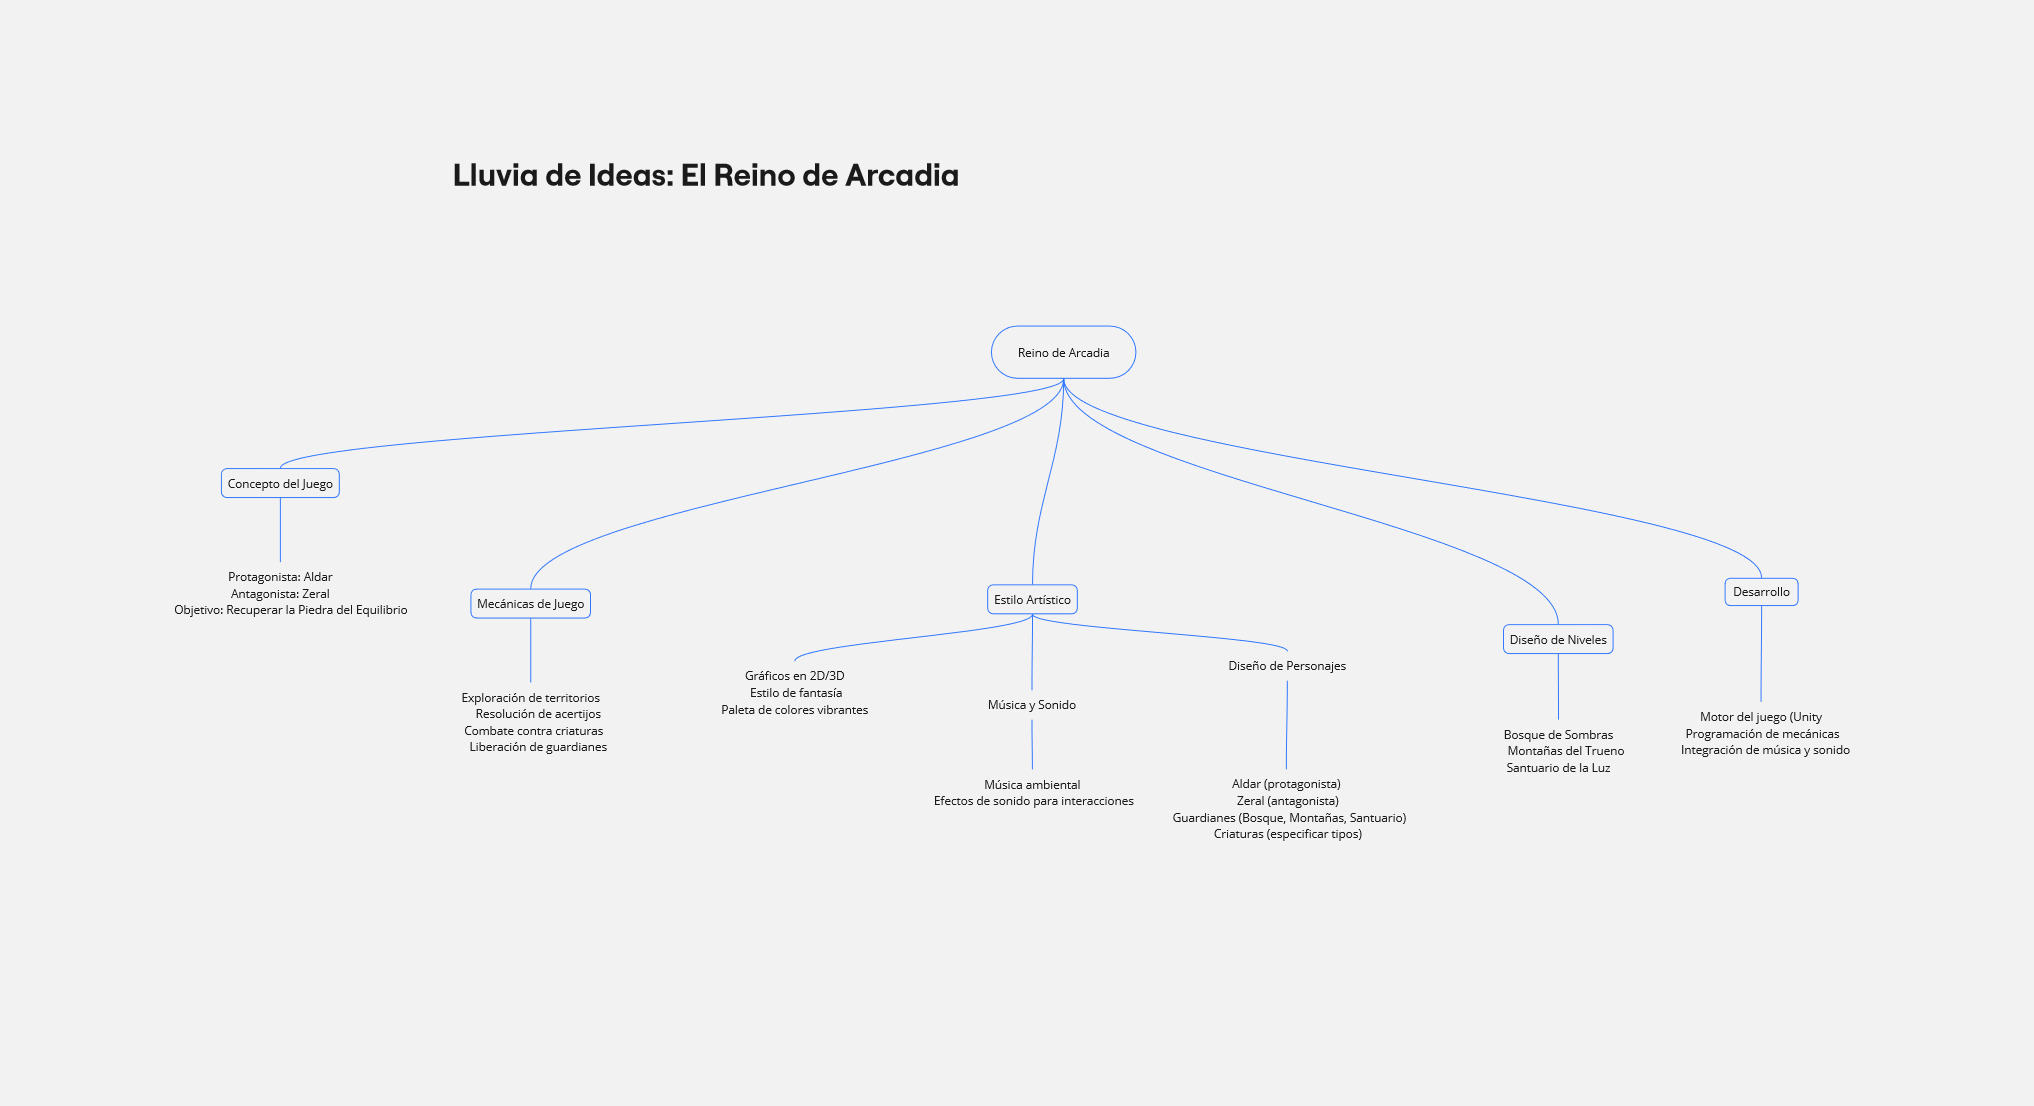 Lluvia de Ideas: El Reino de Arcadia
Reino de Arcadia
Concepto del Juego
Protagonista: Aldar
Antagonista: Zeral
Objetivo: Recuperar la Piedra del Equilibrio
Mecánicas de Juego
Exploración de territorios
Resolución de acertijos
Combate contra criaturas
Liberación de guardianes
Estilo Artístico
Gráficos en 2D/3D
Estilo de fantasía
Paleta de colores vibrantes
Música y Sonido
Música ambiental
Efectos de sonido para interacciones
Diseño de Personajes
Aldar (protagonista)
Zeral (antagonista)
Guardianes (Bosque, Montañas, Santuario)
Criaturas (especificar tipos)
Diseño de Niveles
Bosque de Sombras
Montañas del Trueno
Santuario de la Luz
Desarrollo
Motor del juego (Unity
Programación de mecánicas
Integración de música y sonido